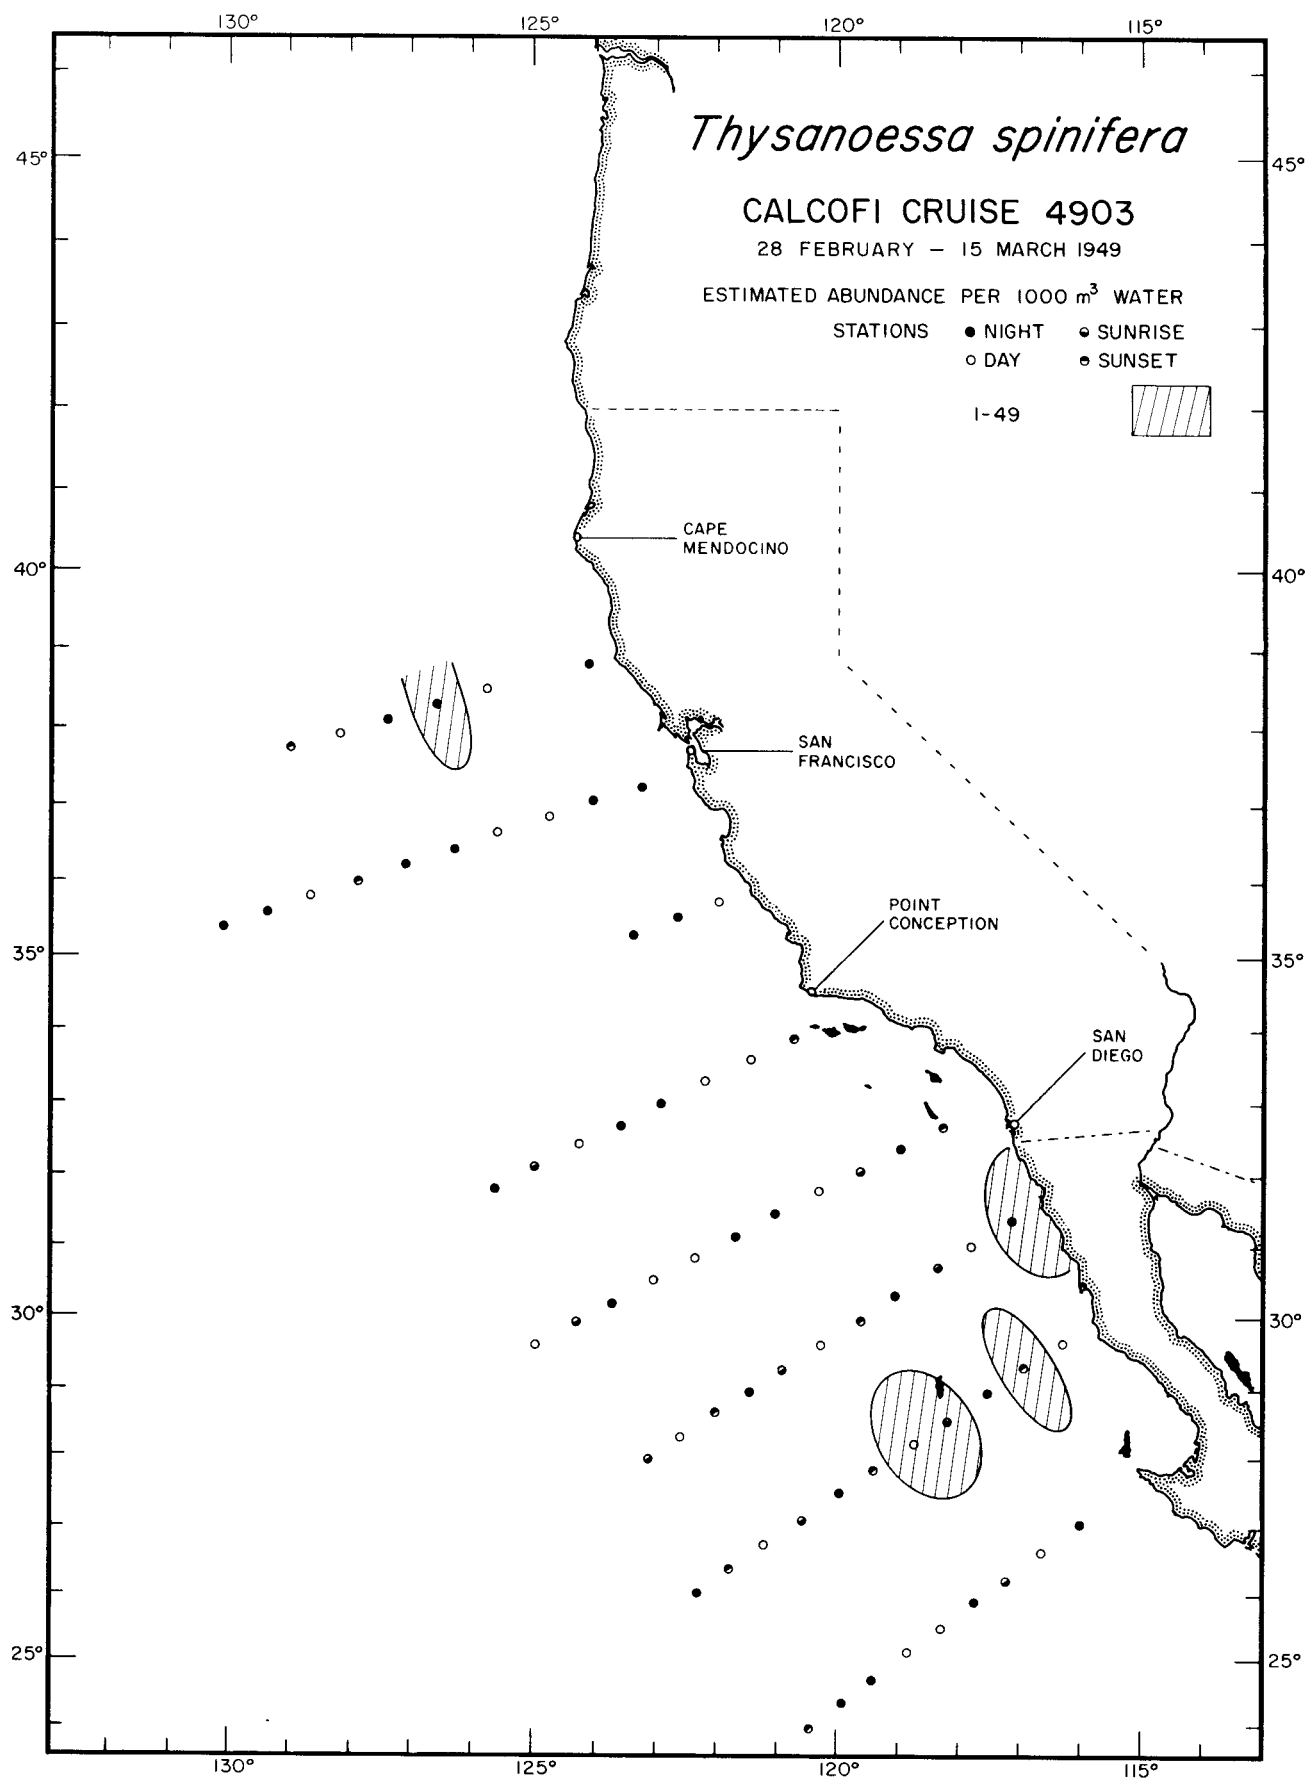 130° 125° 120° 115°
Thysanoessa spinifera
45° 45°
CALCOFI CRUISE 4903
28 FEBRUARY — 15 MARCH 1949
ESTIMATED ABUNDANCE PER 1000 m³ WATER
STATIONS ● NIGHT ◒ SUNRISE
○ DAY ◓ SUNSET
1-49
CAPE
MENDOCINO
40° 40°
SAN
FRANCISCO
POINT
CONCEPTION
35° 35°
SAN
DIEGO
30° 30°
25° 25°
130° 125° 120° 115°